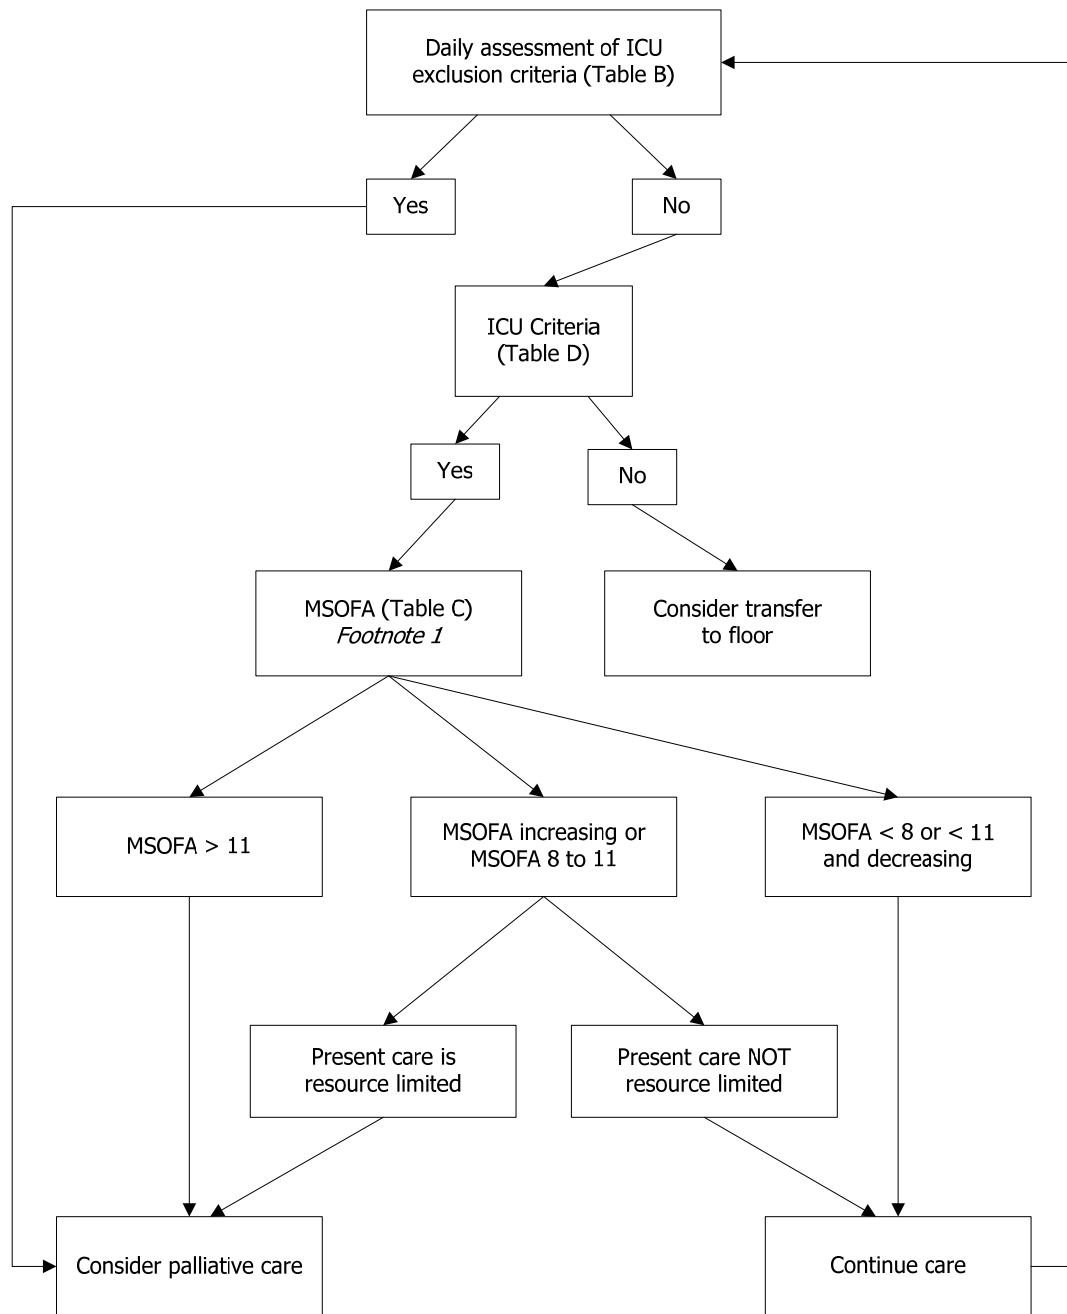 Daily assessment of ICU
exclusion criteria (Table B)
Yes
No
ICU Criteria
(Table D)
Yes
No
MSOFA (Table C)
Footnote 1
Consider transfer
to floor
MSOFA > 11
MSOFA increasing or
MSOFA 8 to 11
MSOFA < 8 or < 11
and decreasing
Present care is
resource limited
Present care NOT
resource limited
Consider palliative care
Continue care